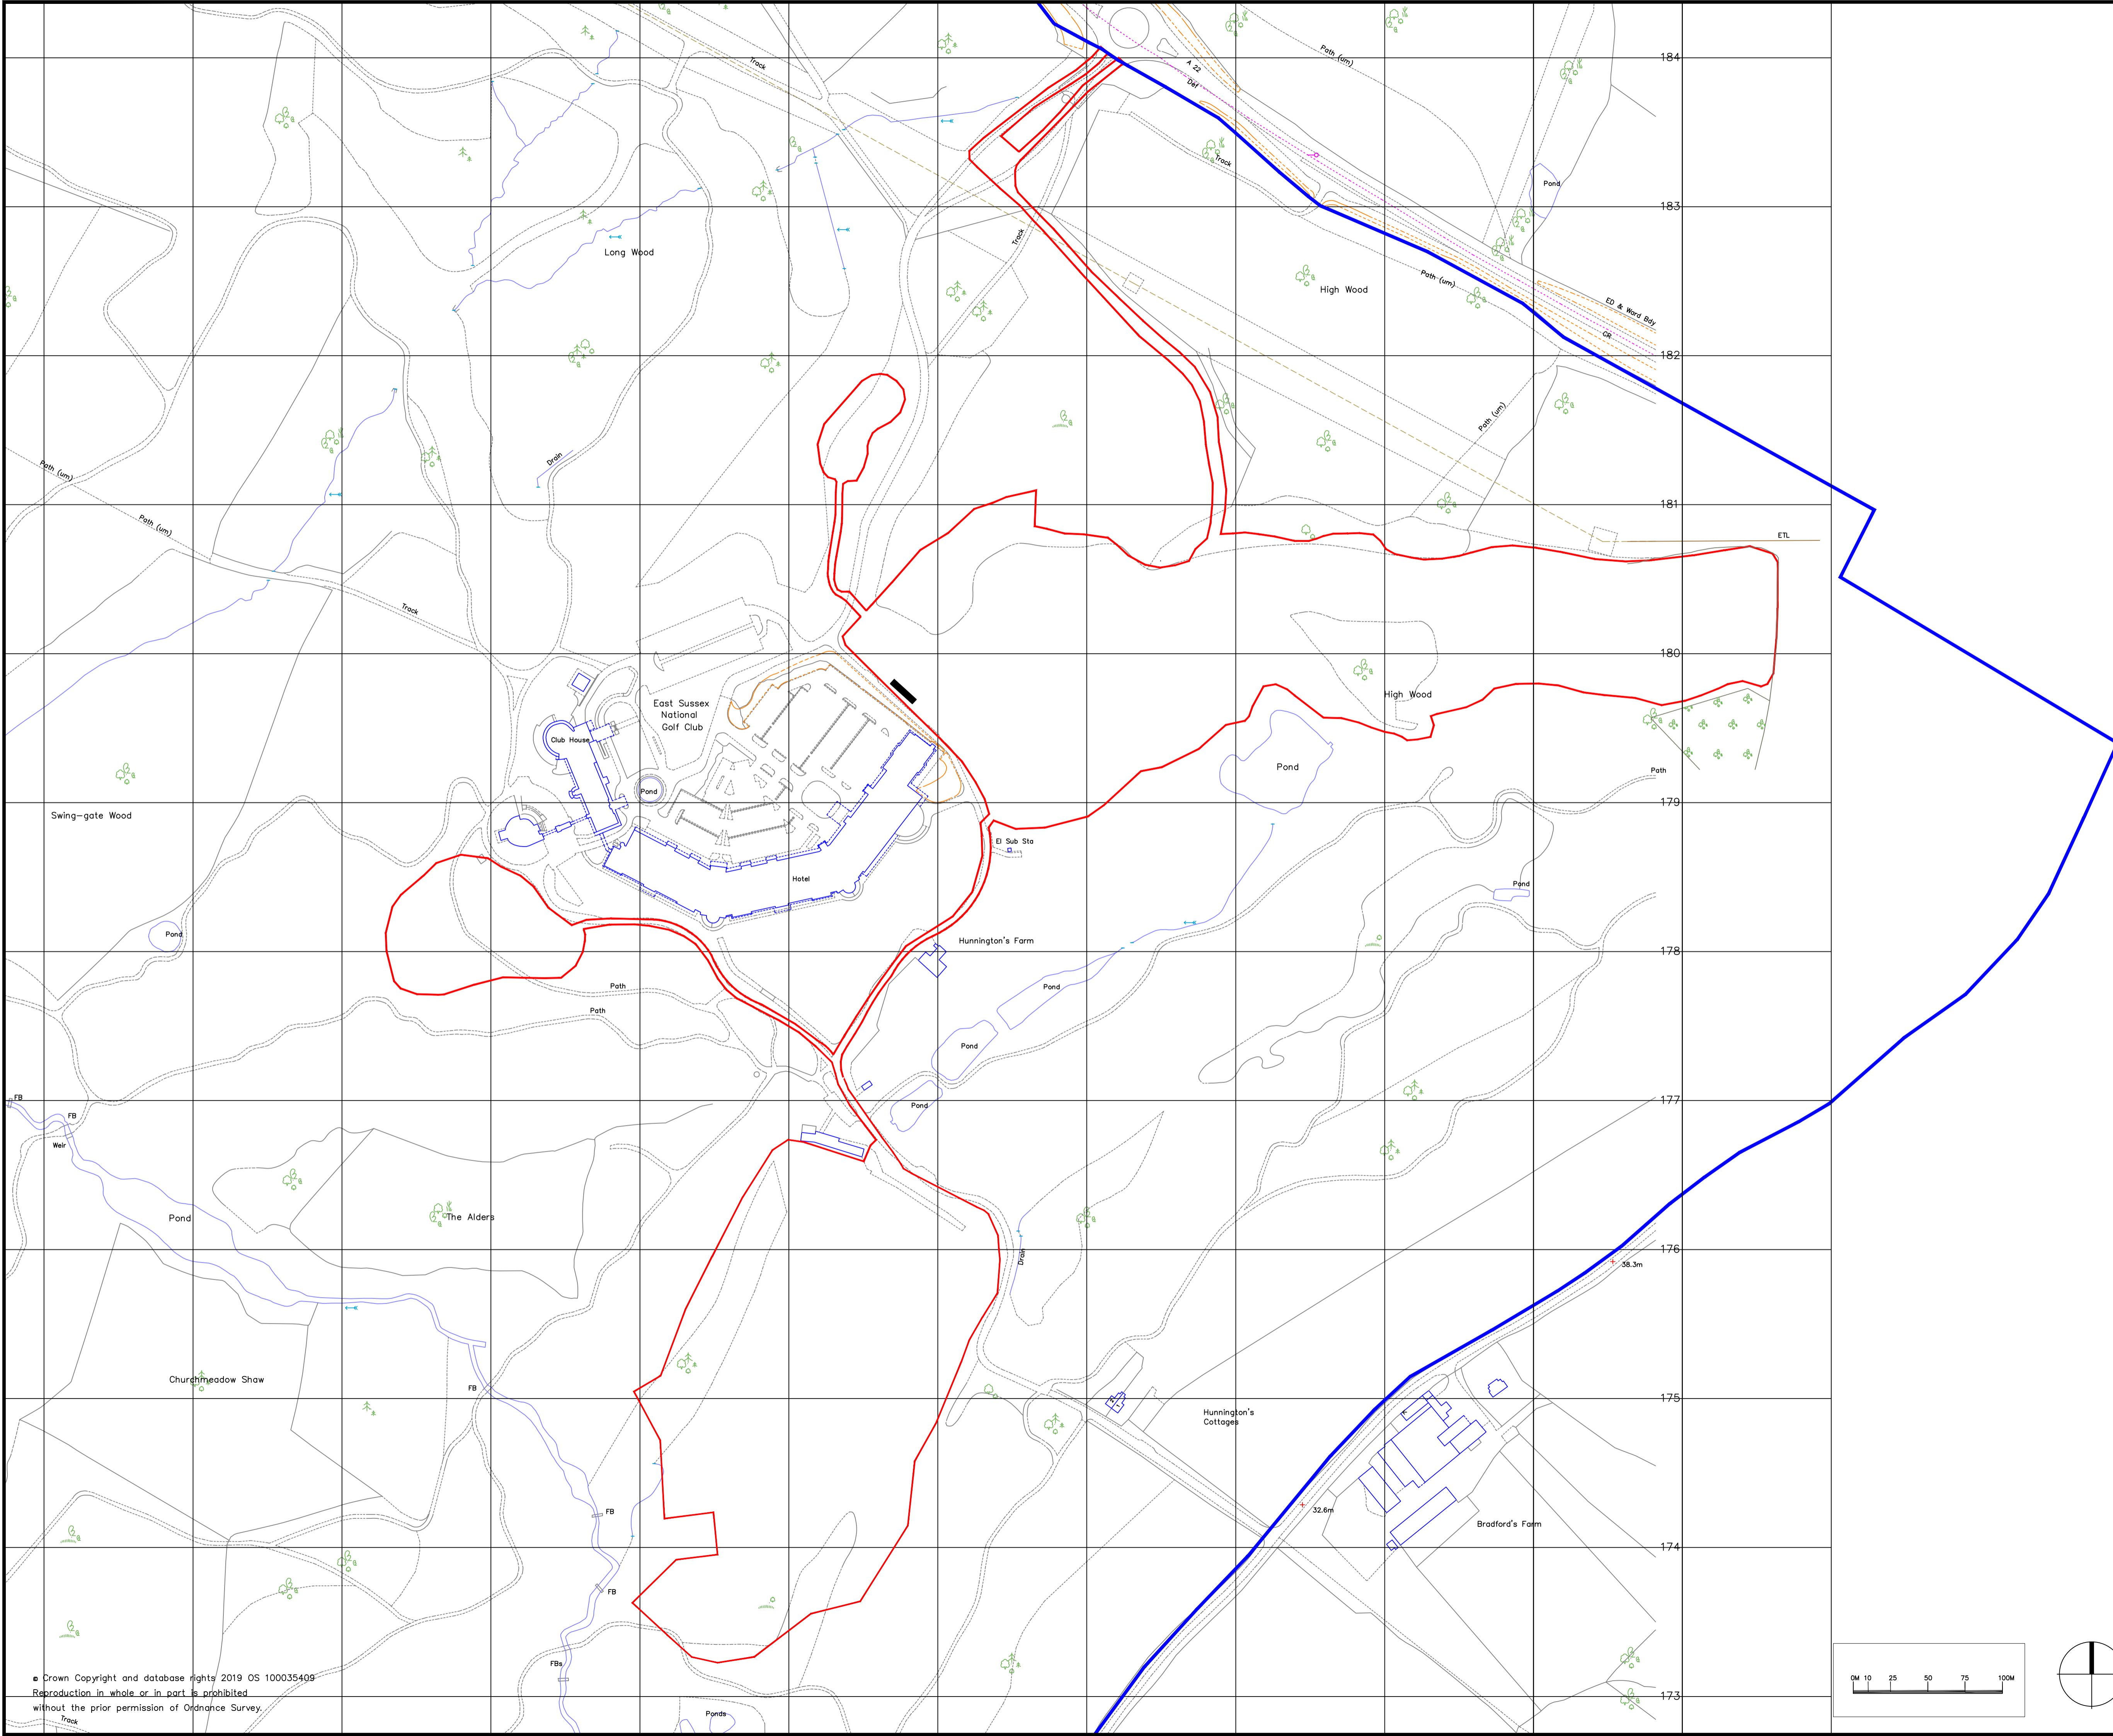 184
Track
A 22
Def
Path (um)
Track
Pond
183
Track
Long Wood
High Wood
Path (um)
ED & Ward Bdy
CR
182
Path (um)
Path (um)
Drain
Path (um)
181
ETL
Track
180
East Sussex
National
Golf Club
High Wood
Club House
Pond
Pond
Path
179
Swing-gate Wood
El Sub Sta
Hotel
Pond
Pond
Hunnington's Farm
178
Path
Pond
Path
Pond
FB
FB
Pond
177
Weir
Pond
The Alders
Drain
176
38.3m
Churchmeadow Shaw
FB
175
Hunnington's
Cottages
FB
32.6m
Bradford's Farm
174
FB
FBs
© Crown Copyright and database rights 2019 OS 100035409
Reproduction in whole or in part is prohibited
without the prior permission of Ordnance Survey.
Track
Ponds
173
0M 10 25 50 75 100M